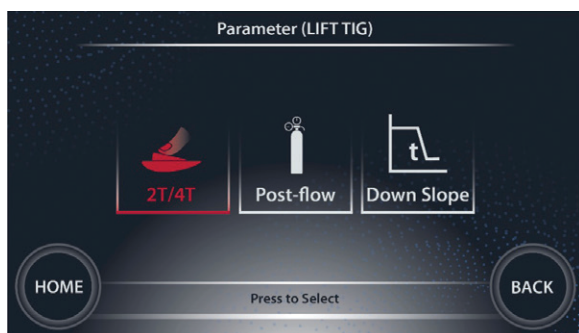 Parameter (LIFT TIG)
t
2T/4T
Post-flow
Down Slope
HOME
Press to Select
BACK